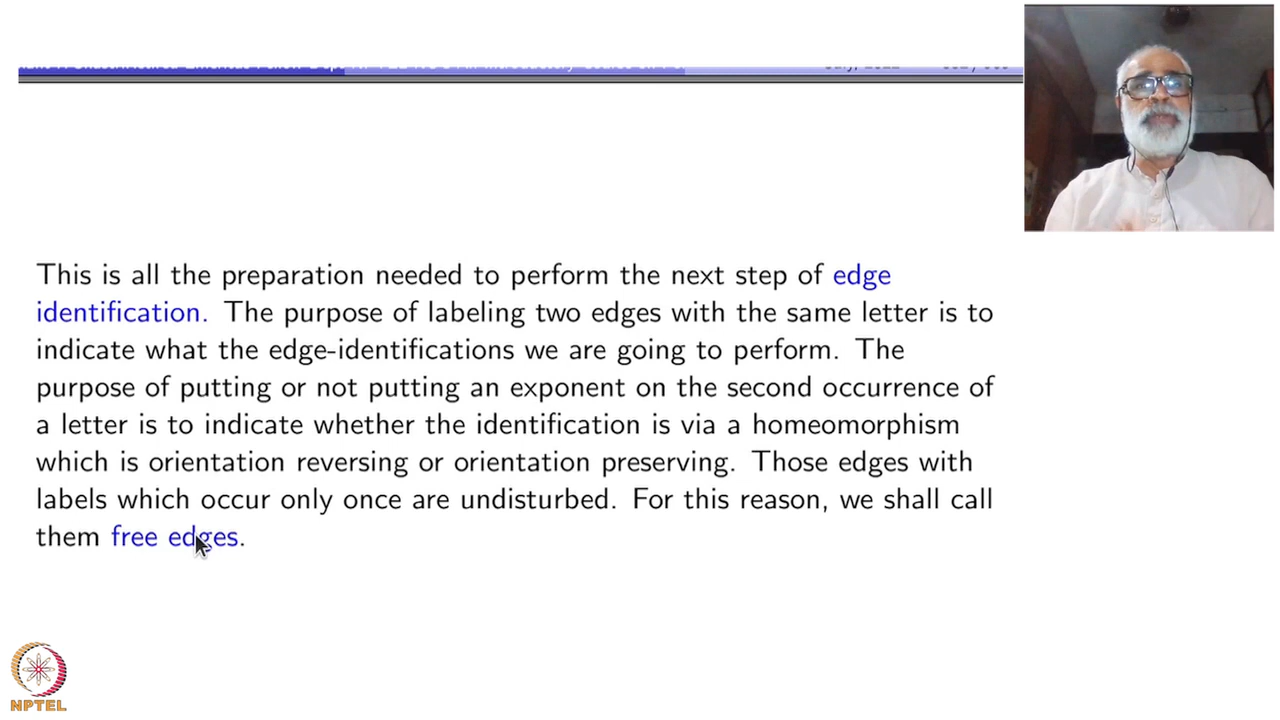 This is all the preparation needed to perform the next step of edge
identification. The purpose of labeling two edges with the same letter is to
indicate what the edge-identifications we are going to perform. The
purpose of putting or not putting an exponent on the second occurrence of
a letter is to indicate whether the identification is via a homeomorphism
which is orientation reversing or orientation preserving. Those edges with
labels which occur only once are undisturbed. For this reason, we shall call
them free edges.
NPTEL